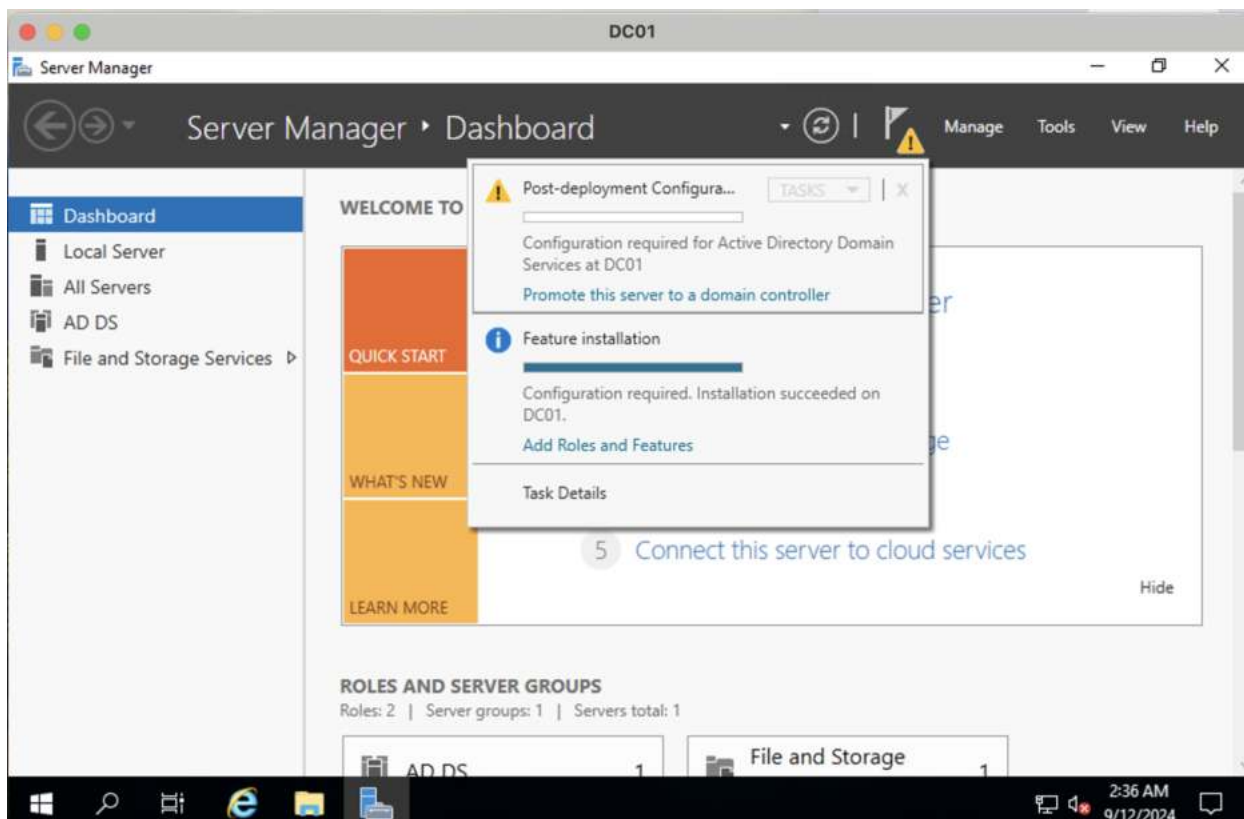 DC01
Server Manager
Server Manager • Dashboard
Manage Tools View Help
Dashboard
Local Server
All Servers
AD DS
File and Storage Services
WELCOME TO
Post-deployment Configura...
TASKS
X
Configuration required for Active Directory Domain
Services at DC01
Promote this server to a domain controller
Feature installation
Configuration required. Installation succeeded on
DC01.
Add Roles and Features
Task Details
QUICK START
WHAT'S NEW
LEARN MORE
5 Connect this server to cloud services
Hide
ROLES AND SERVER GROUPS
Roles: 2 | Server groups: 1 | Servers total: 1
AD DS 1
File and Storage 1
2:36 AM
9/12/2024